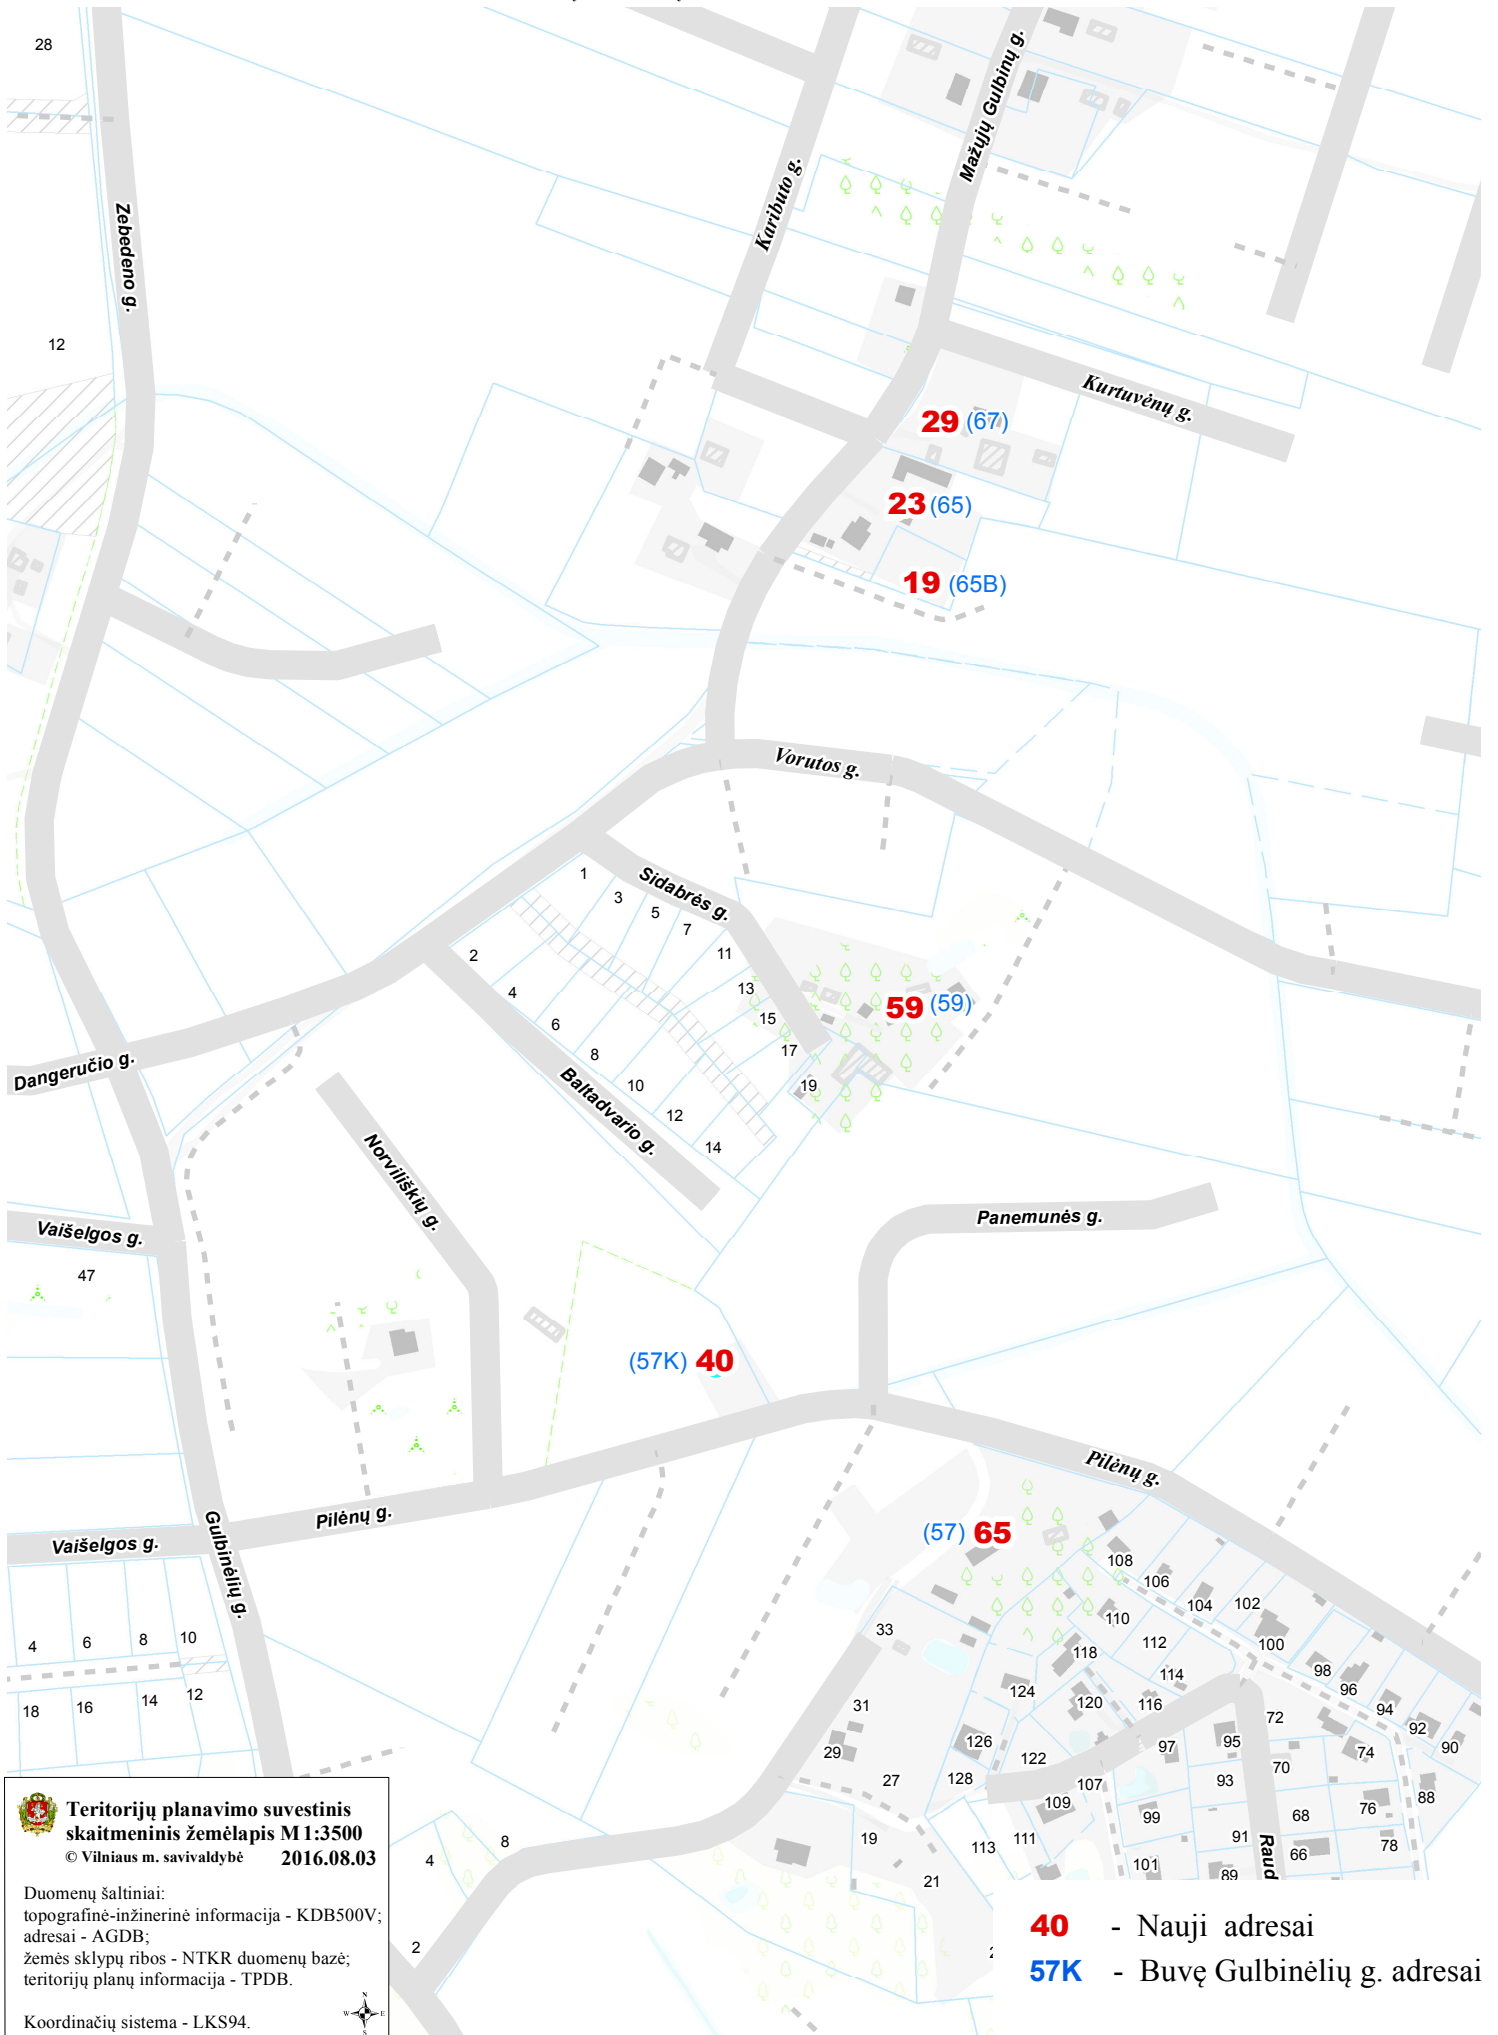 28
Mažųjų Gulbinų g.
Kaributo g.
Zebedeno g.
12
Kurtuvėnų g.
29 (67)
23 (65)
19 (65B)
Vorutos g.
Sidabrės g.
1
3
5
7
11
13
15
17
19
2
4
6
8
10
12
14
59 (59)
Dangeručio g.
Baltadvario g.
Norviliškių g.
Panemunės g.
Vaišelgos g.
47
(57K) 40
Pilėnų g.
Pilėnų g.
Vaišelgos g.
Gulbinėlių g.
(57) 65
4
6
8
10
18
16
14
12
33
31
29
27
19
21
108
106
104
102
100
98
96
94
92
90
110
112
114
116
118
120
124
126
122
128
107
109
111
113
97
95
99
93
101
91
89
72
70
74
68
76
88
66
78
Raud
8
4
2
Teritorijų planavimo suvestinis
skaitmeninis žemėlapis M 1:3500
© Vilniaus m. savivaldybė 2016.08.03
Duomenų šaltiniai:
topografinė-inžinerinė informacija - KDB500V;
adresai - AGDB;
žemės sklypų ribos - NTKR duomenų bazė;
teritorijų planų informacija - TPDB.
Koordinačių sistema - LKS94.
N
W E
S
40 - Nauji adresai
57K - Buvę Gulbinėlių g. adresai